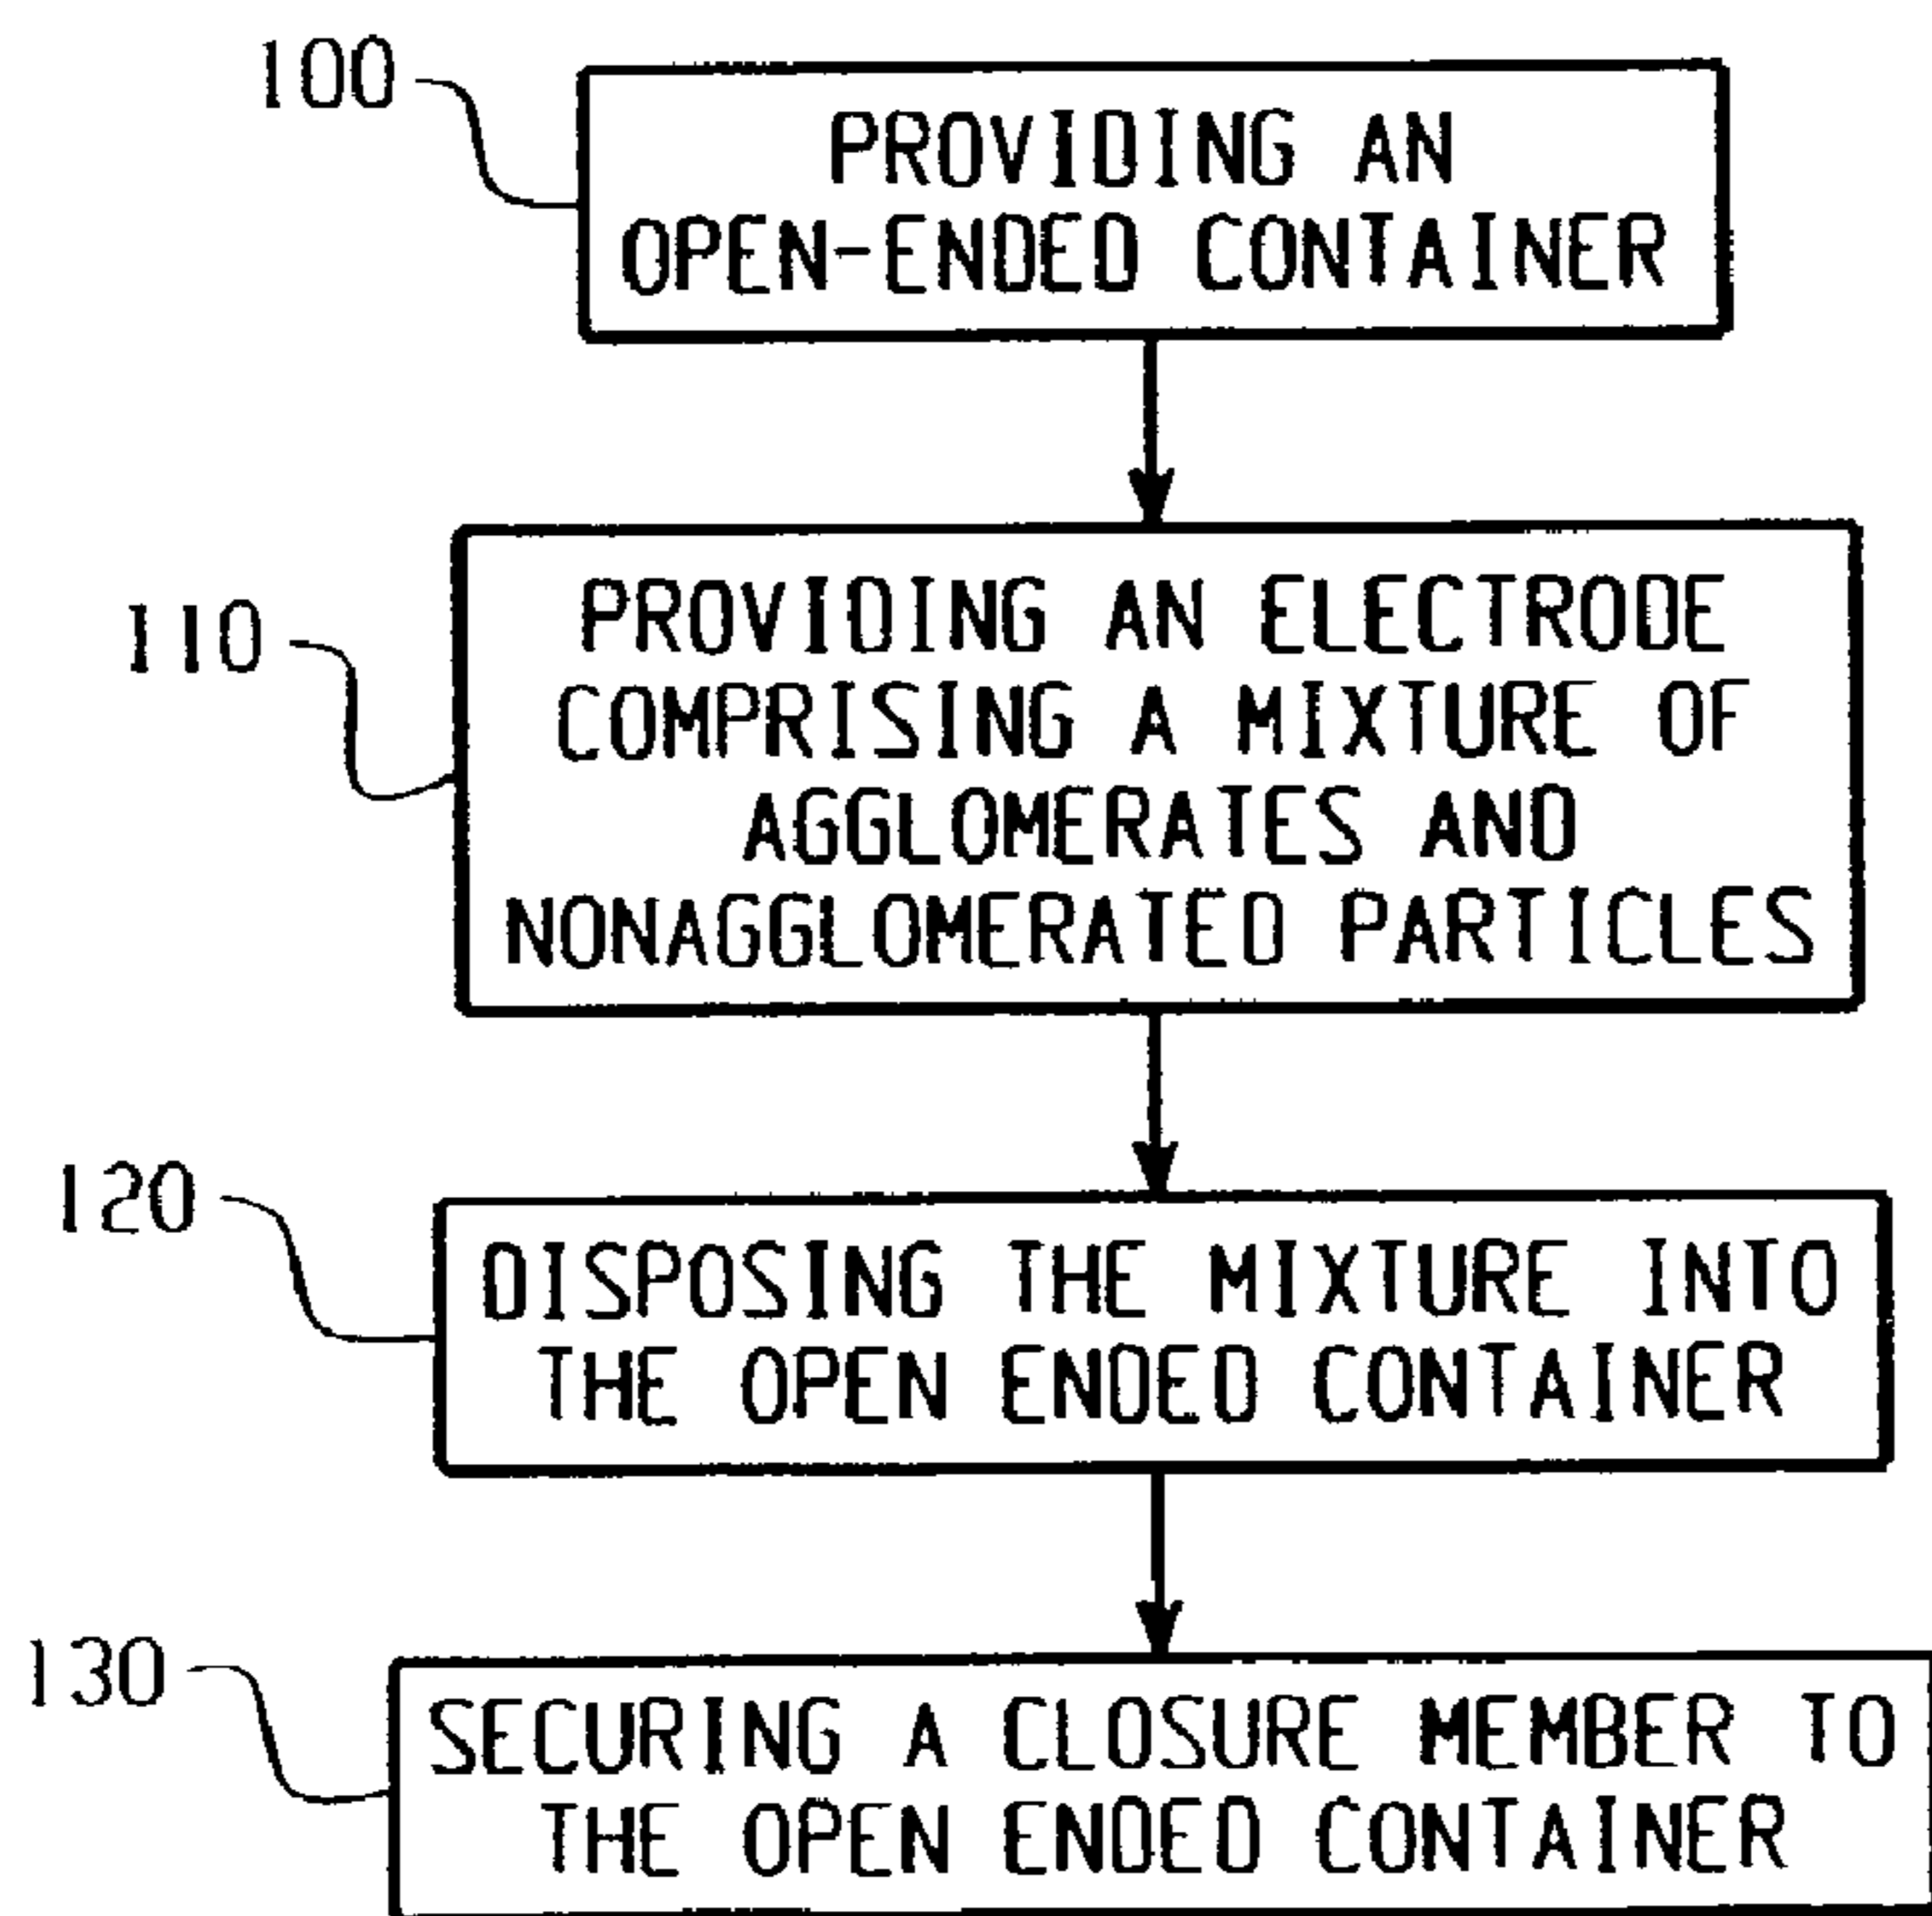 100
PROVIDING AN
OPEN-ENDED CONTAINER
110
PROVIDING AN ELECTRODE
COMPRISING A MIXTURE OF
AGGLOMERATES AND
NONAGGLOMERATED PARTICLES
120
DISPOSING THE MIXTURE INTO
THE OPEN ENDED CONTAINER
130
SECURING A CLOSURE MEMBER TO
THE OPEN ENDED CONTAINER